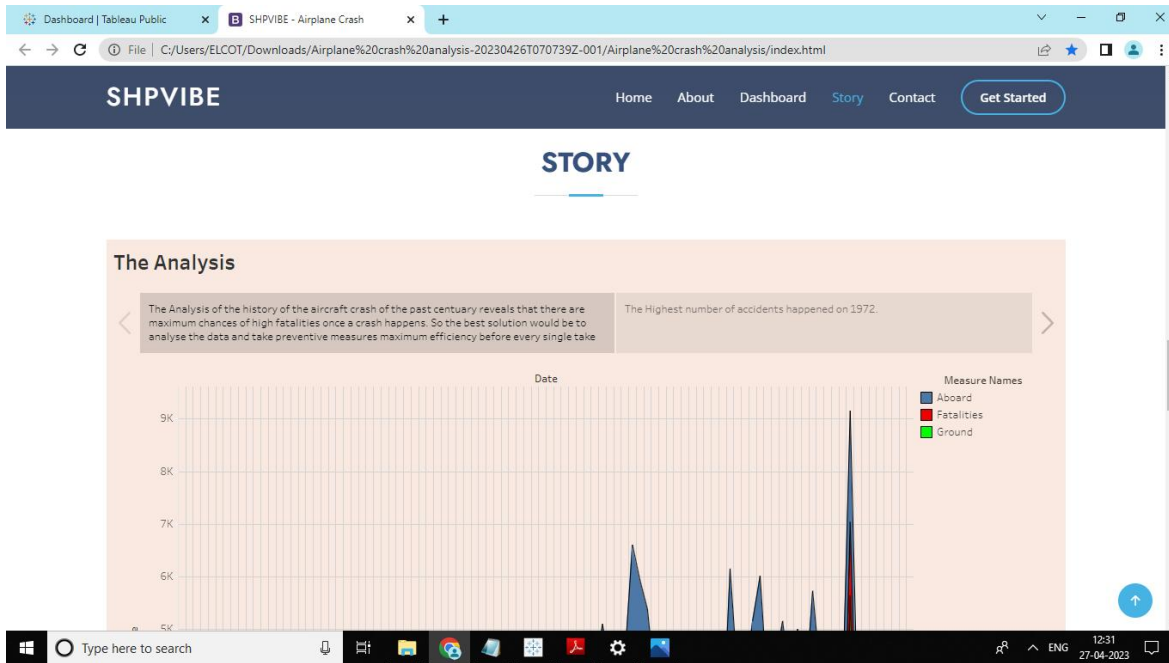 Dashboard | Tableau Public
SHPVIBE - Airplane Crash
File | C:/Users/ELCOT/Downloads/Airplane%20crash%20analysis-20230426T070739Z-001/Airplane%20crash%20analysis/index.html
SHPVIBE
Home About Dashboard Story Contact Get Started
STORY
The Analysis
The Analysis of the history of the aircraft crash of the past centuary reveals that there are
maximum chances of high fatalities once a crash happens. So the best solution would be to
analyse the data and take preventive measures maximum efficiency before every single take
The Highest number of accidents happened on 1972.
Date
Measure Names
Aboard
Fatalities
Ground
9K
8K
7K
6K
5K
Type here to search
ENG
12:31
27-04-2023